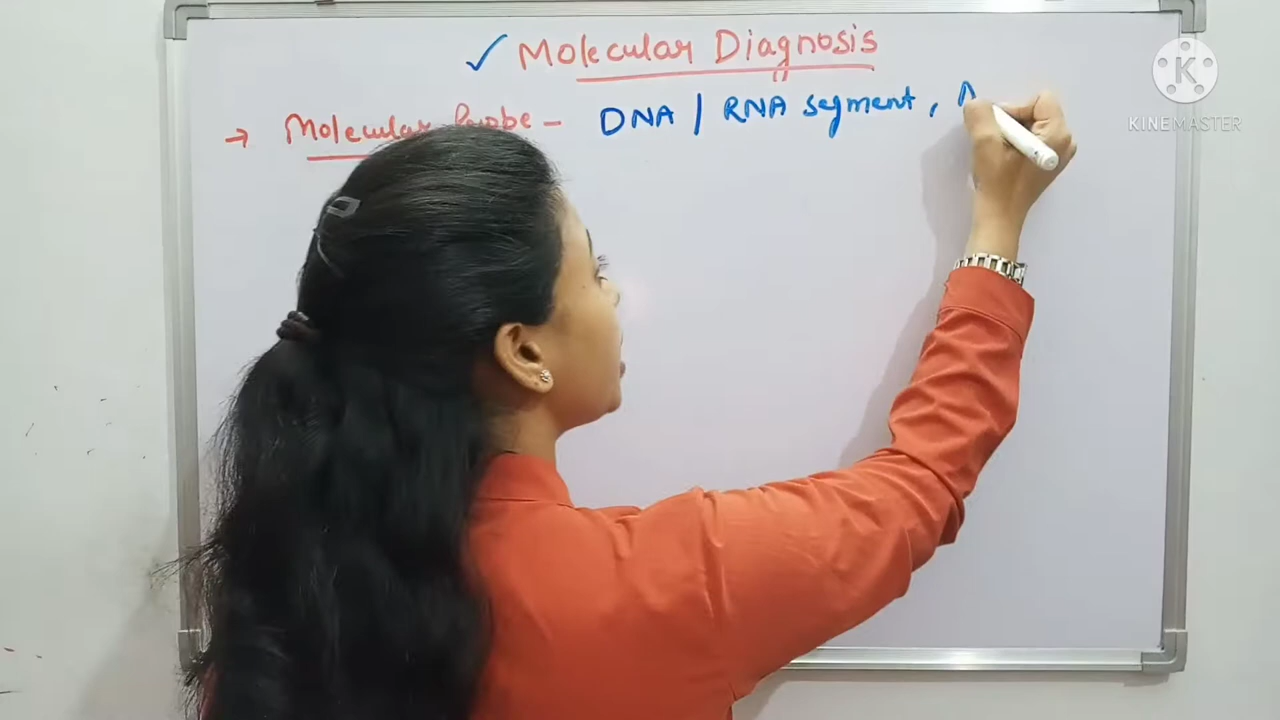 ✓ Molecular Diagnosis
→ Molecular Probe - DNA / RNA segment,
K
KINEMASTER